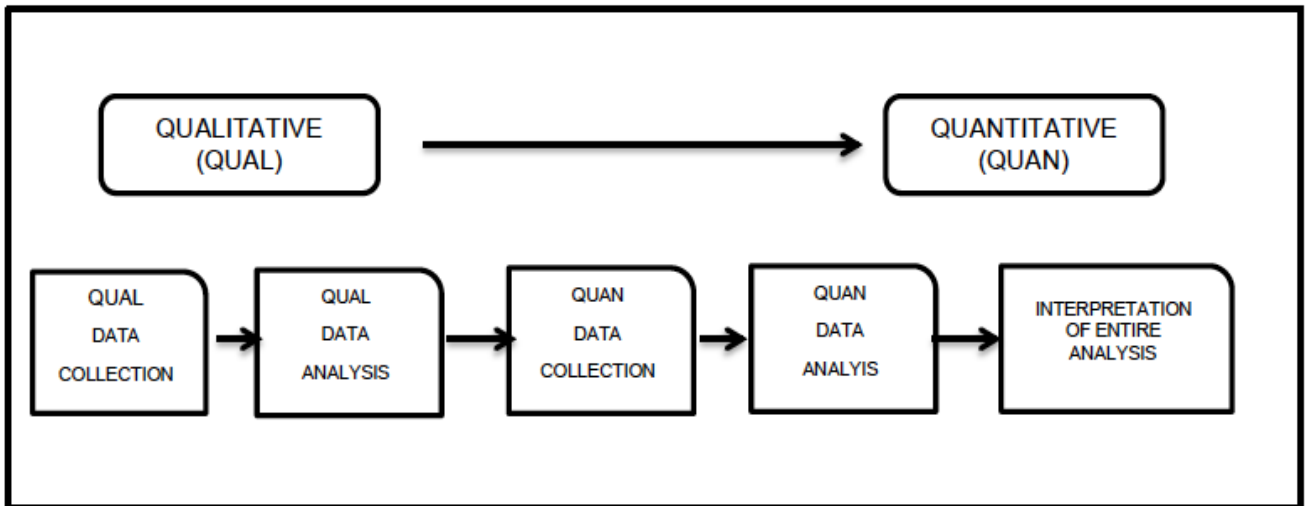 QUALITATIVE
(QUAL)
QUANTITATIVE
(QUAN)
QUAL
DATA
COLLECTION
QUAL
DATA
ANALYSIS
QUAN
DATA
COLLECTION
QUAN
DATA
ANALYIS
INTERPRETATION
OF ENTIRE
ANALYSIS